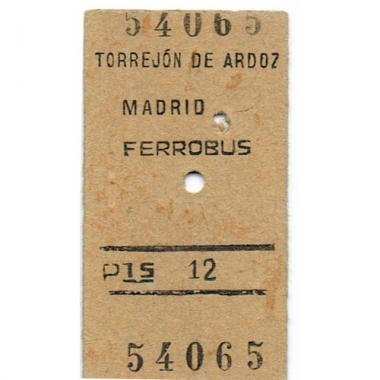 54065
TORREJÓN DE ARDOZ
MADRID
FERROBUS
PTS 12
54065